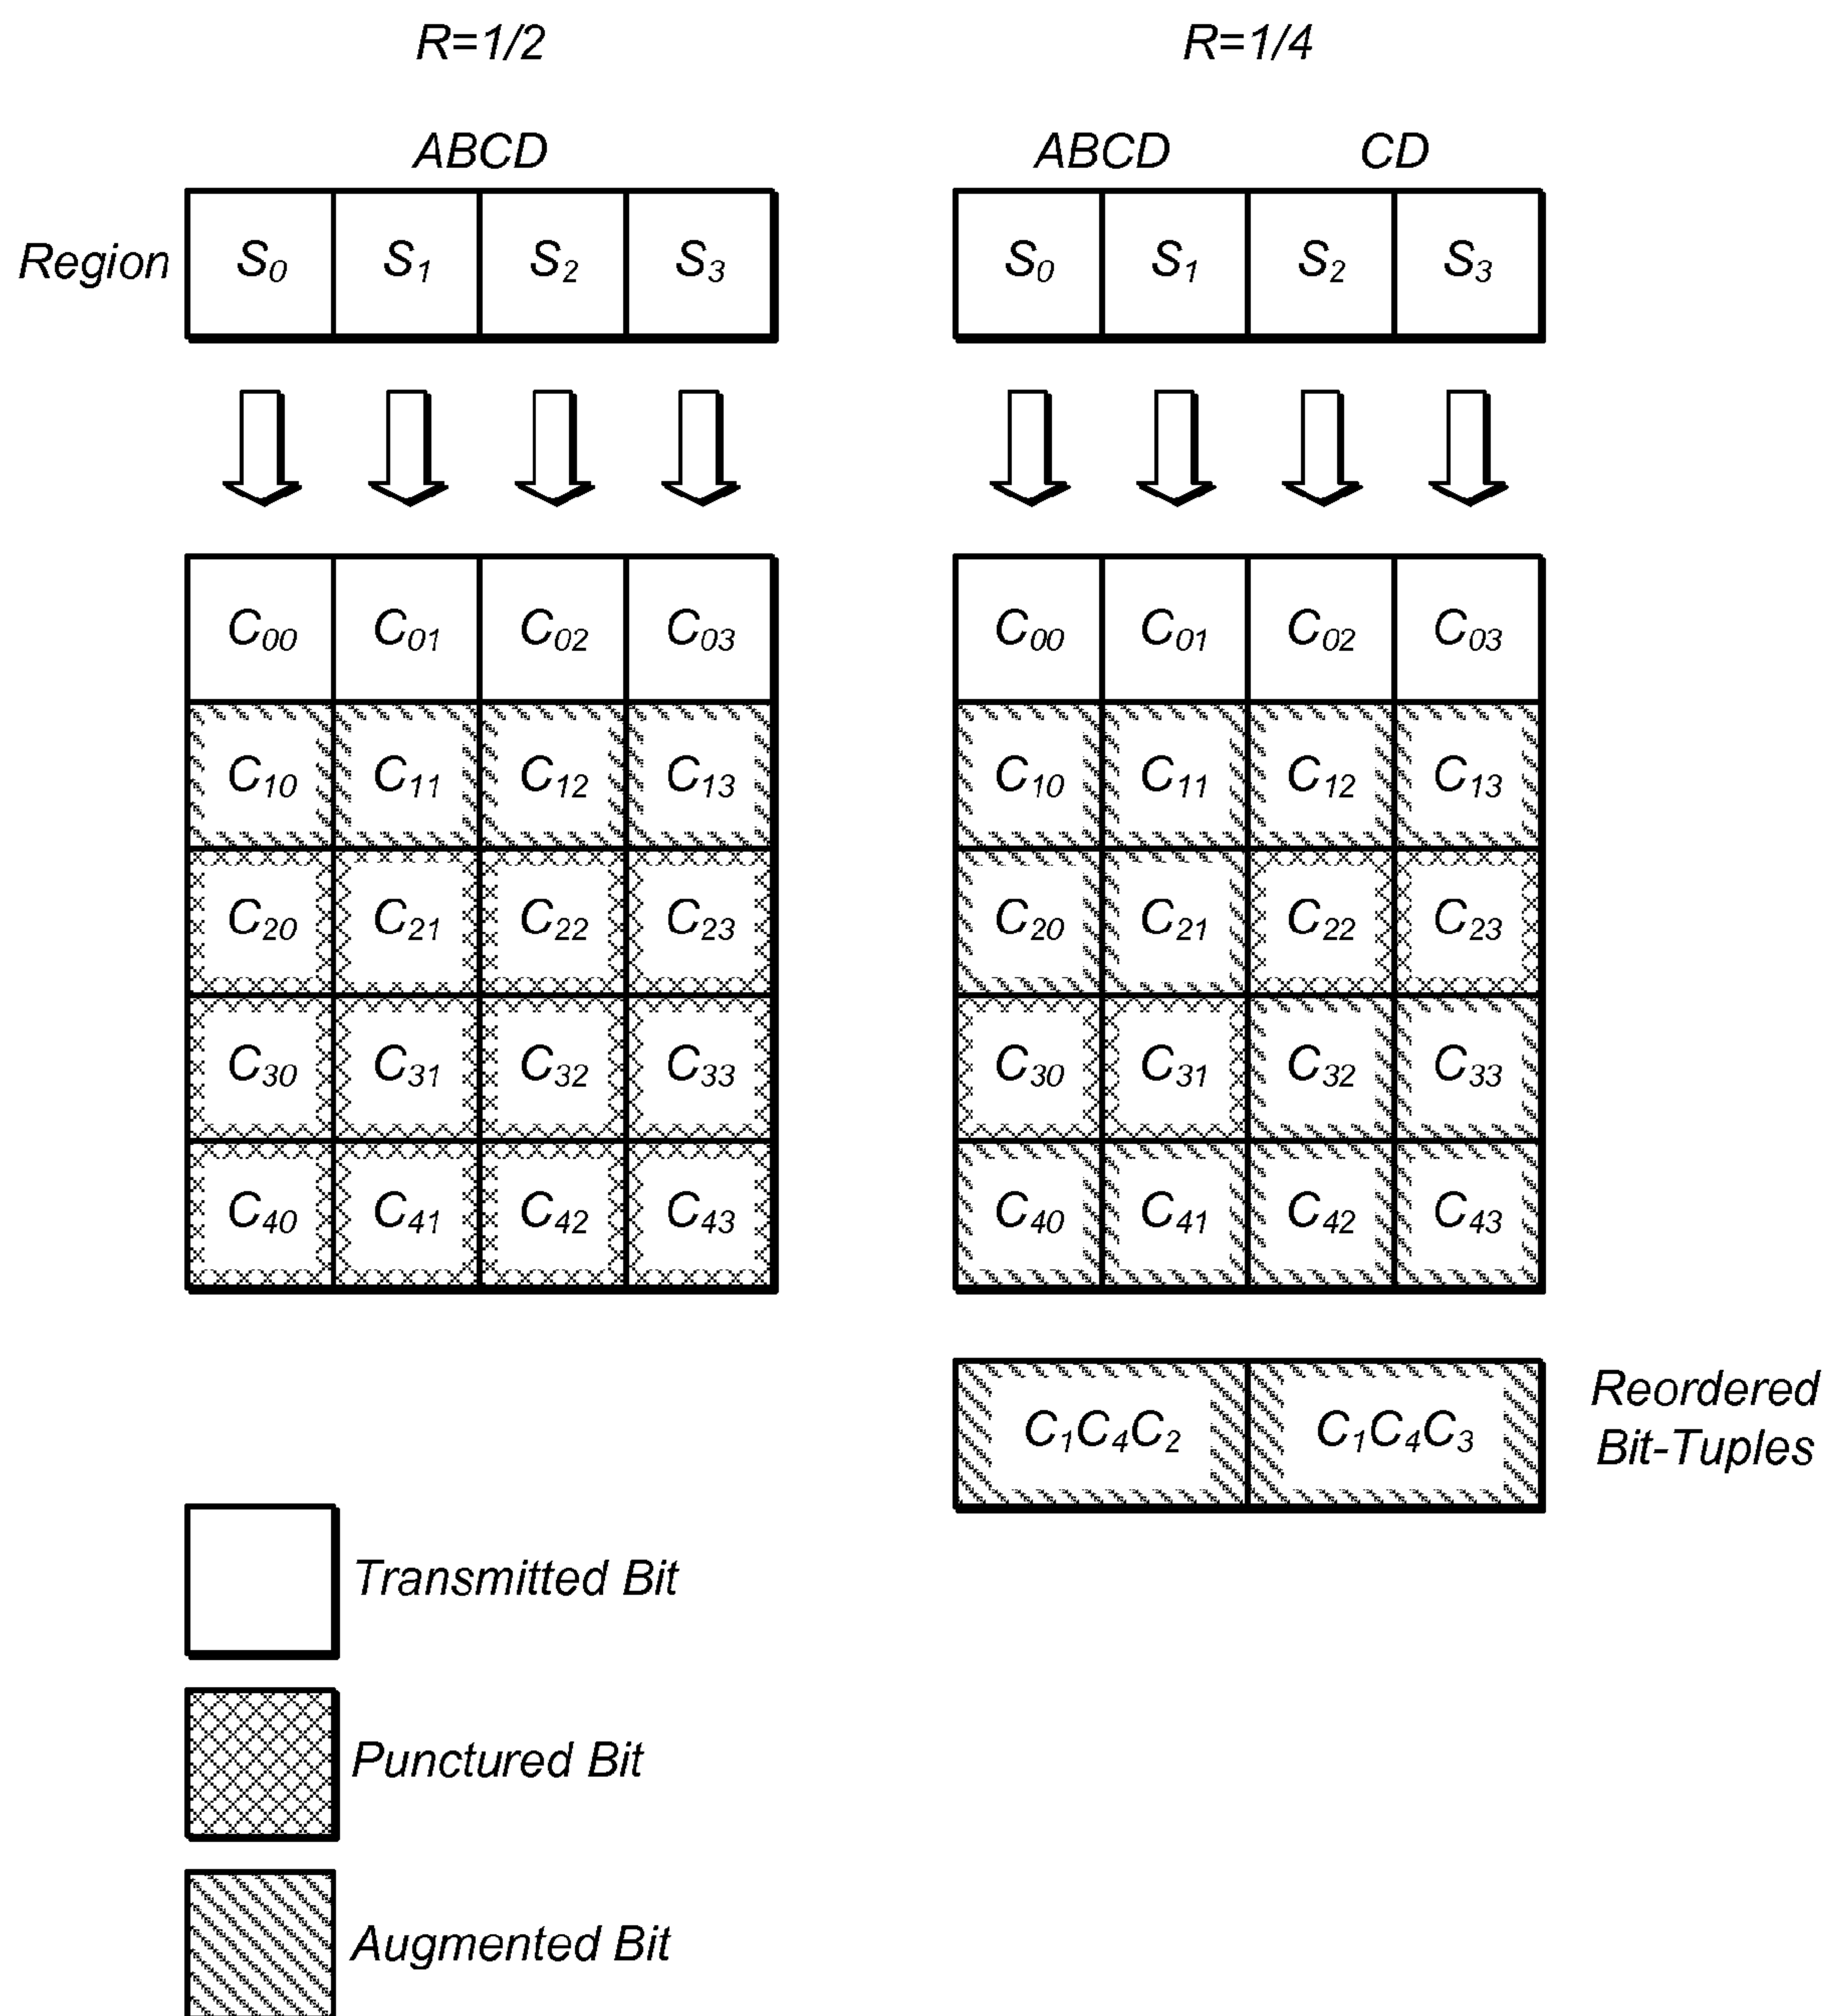 R=1/2 R=1/4
ABCD ABCD CD
Region S0 S1 S2 S3 S0 S1 S2 S3
C00 C01 C02 C03 C00 C01 C02 C03
C10 C11 C12 C13 C10 C11 C12 C13
C20 C21 C22 C23 C20 C21 C22 C23
C30 C31 C32 C33 C30 C31 C32 C33
C40 C41 C42 C43 C40 C41 C42 C43
C1C4C2 C1C4C3
Reordered
Bit-Tuples
Transmitted Bit
Punctured Bit
Augmented Bit